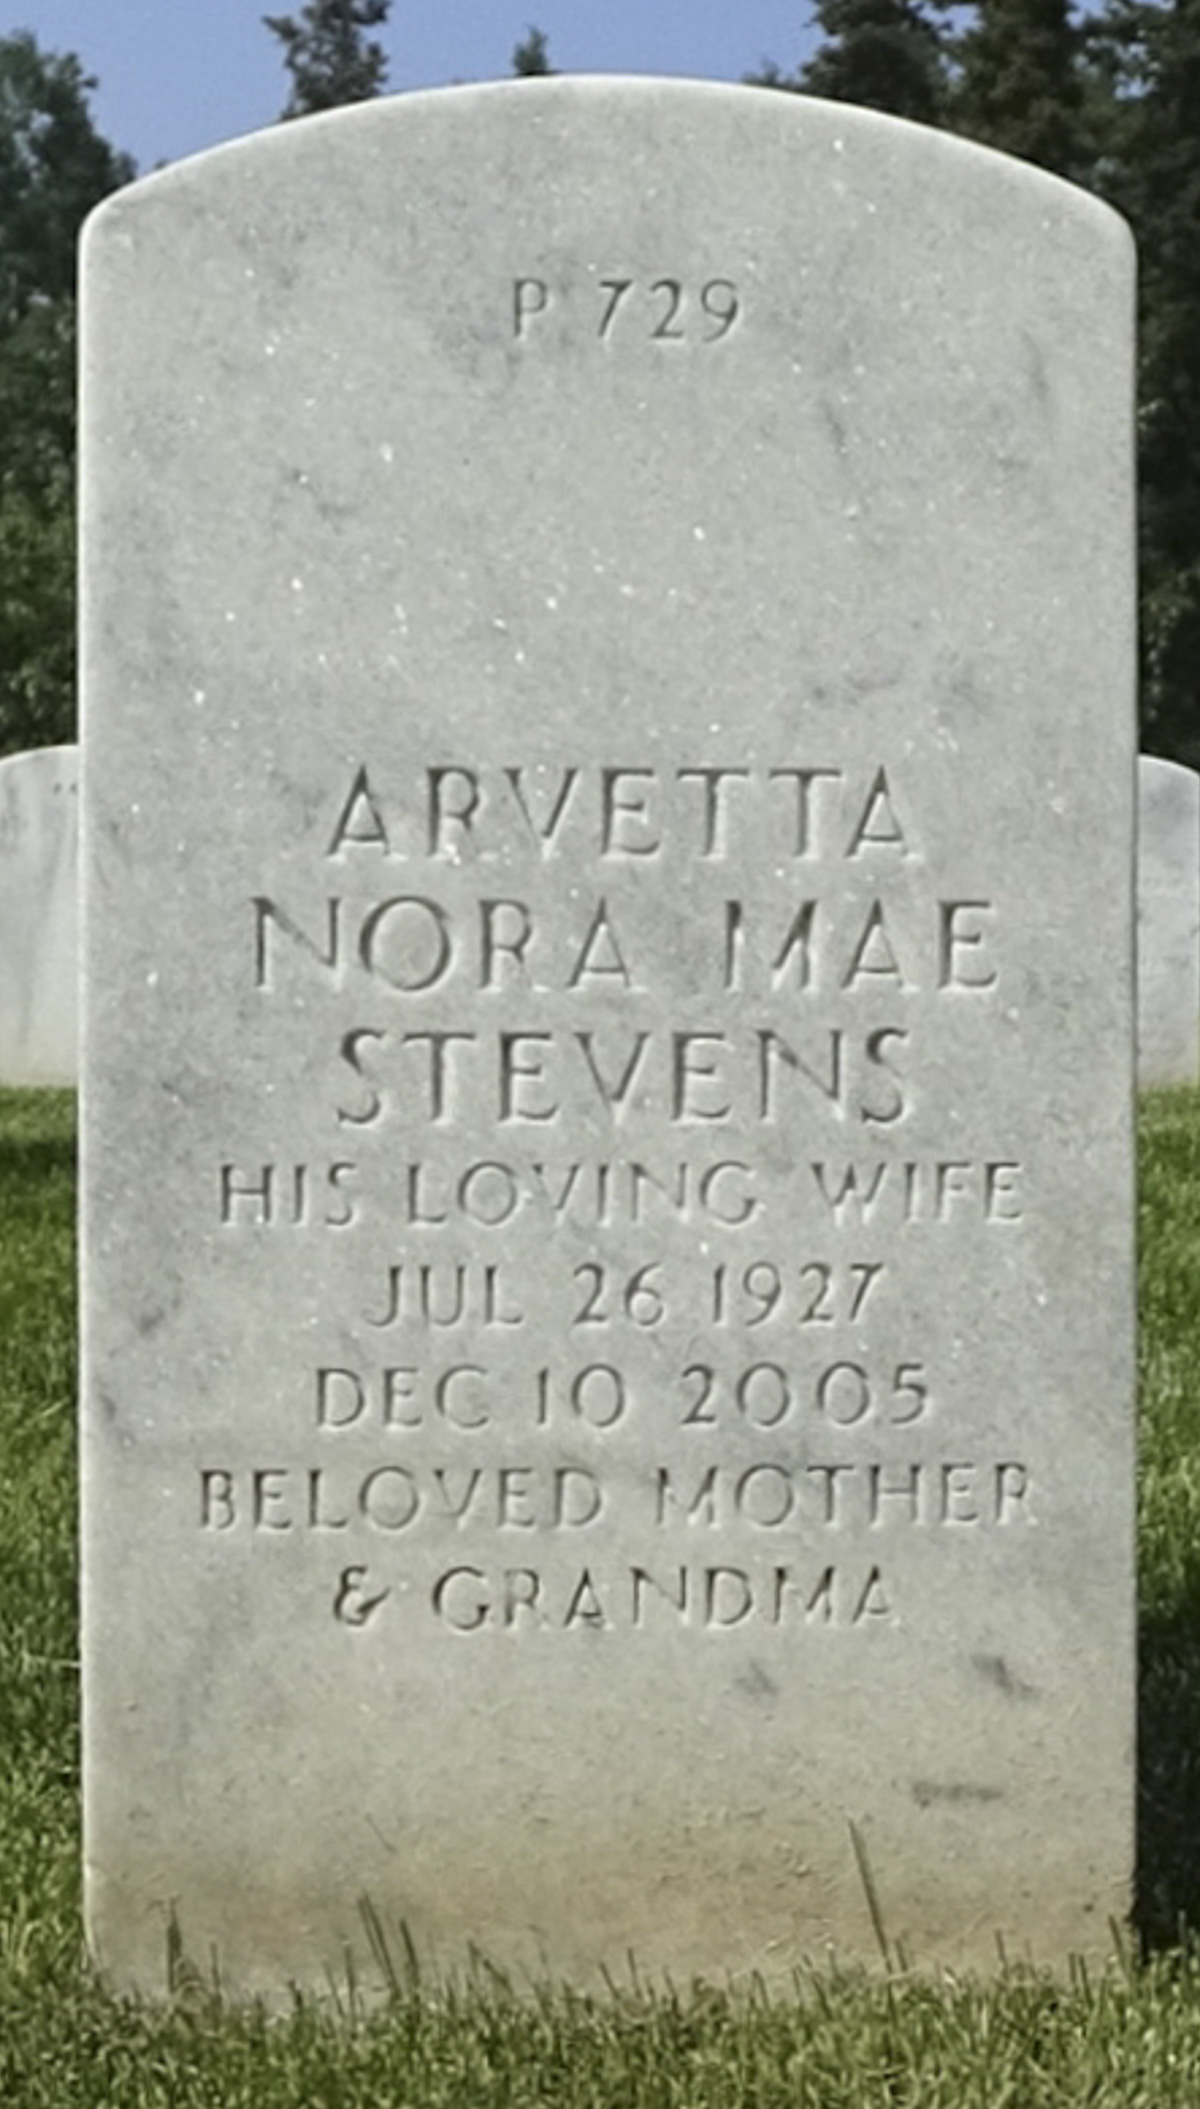 P 729
ARVETTA
NORA MAE
STEVENS
HIS LOVING WIFE
JUL 26 1927
DEC 10 2005
BELOVED MOTHER
& GRANDMA